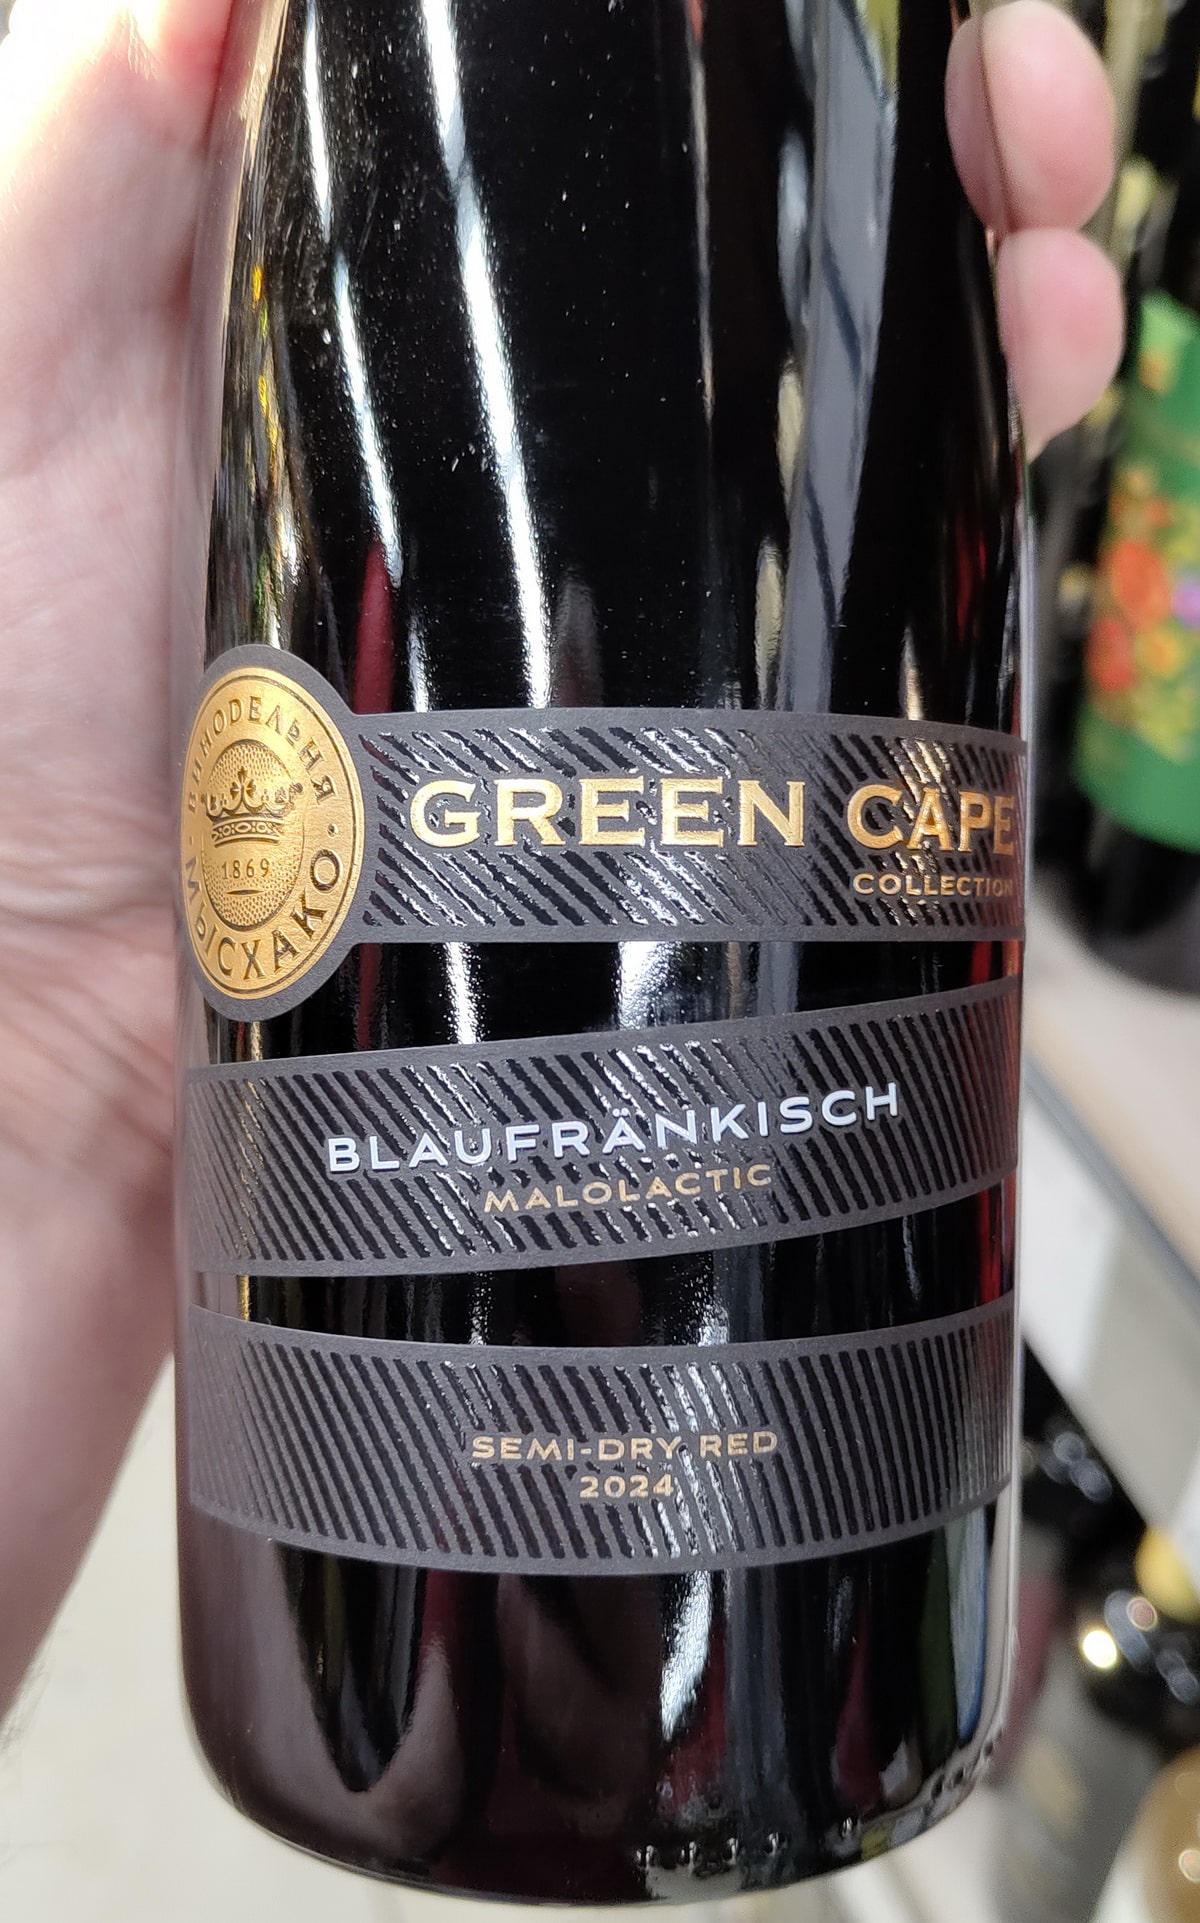 ВИНОДЕЛЬНЯ
1869
МЫСХАКО
GREEN CAPE
COLLECTION
BLAUFRÄNKISCH
MALOLACTIC
SEMI-DRY RED
2024